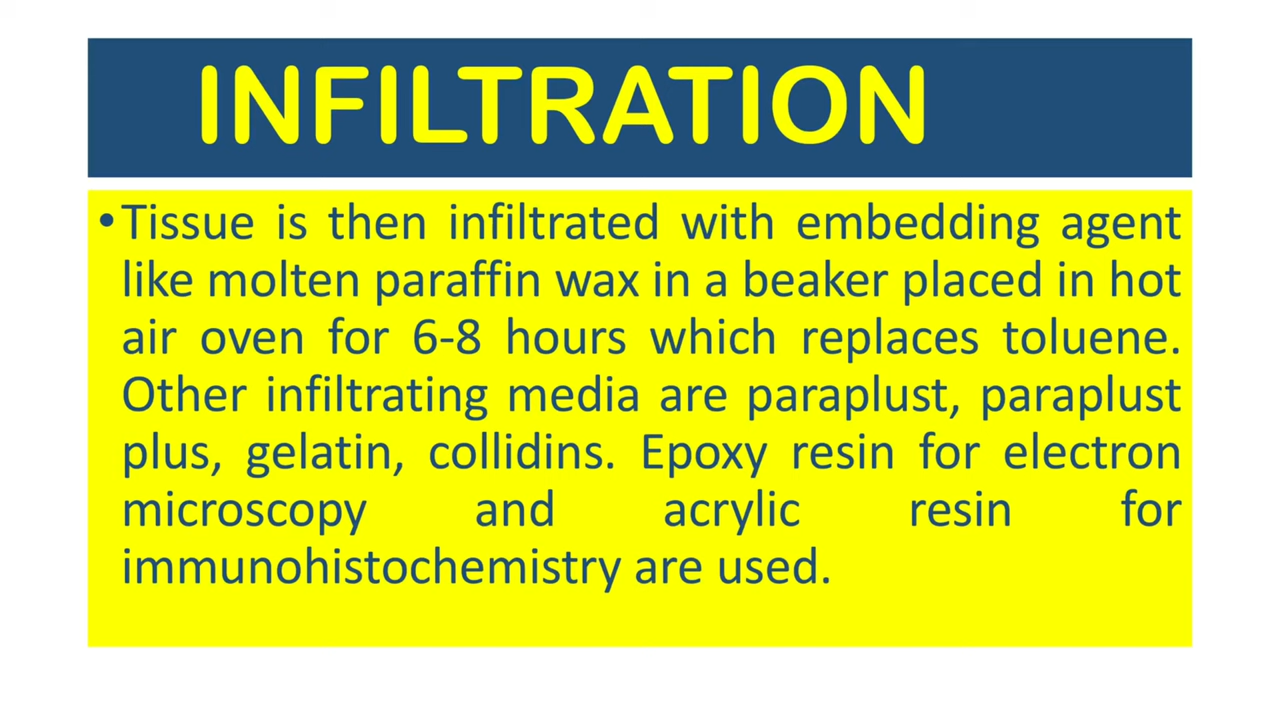 INFILTRATION
•Tissue is then infiltrated with embedding agent
like molten paraffin wax in a beaker placed in hot
air oven for 6-8 hours which replaces toluene.
Other infiltrating media are paraplust, paraplust
plus, gelatin, collidins. Epoxy resin for electron
microscopy and acrylic resin for
immunohistochemistry are used.